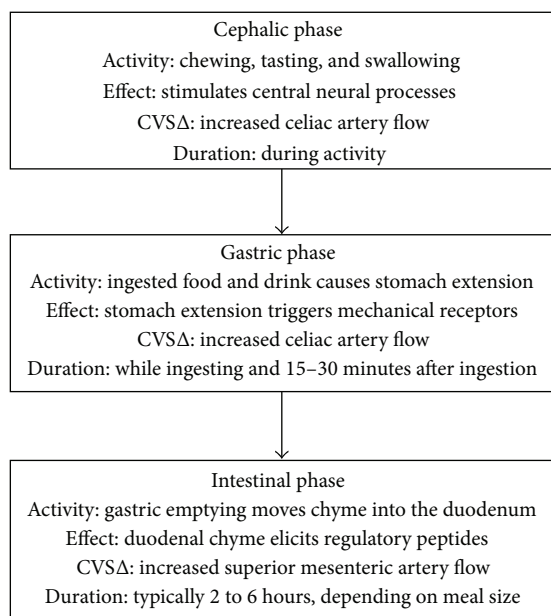 Cephalic phase
Activity: chewing, tasting, and swallowing
Effect: stimulates central neural processes
CVSΔ: increased celiac artery flow
Duration: during activity
Gastric phase
Activity: ingested food and drink causes stomach extension
Effect: stomach extension triggers mechanical receptors
CVSΔ: increased celiac artery flow
Duration: while ingesting and 15–30 minutes after ingestion
Intestinal phase
Activity: gastric emptying moves chyme into the duodenum
Effect: duodenal chyme elicits regulatory peptides
CVSΔ: increased superior mesenteric artery flow
Duration: typically 2 to 6 hours, depending on meal size